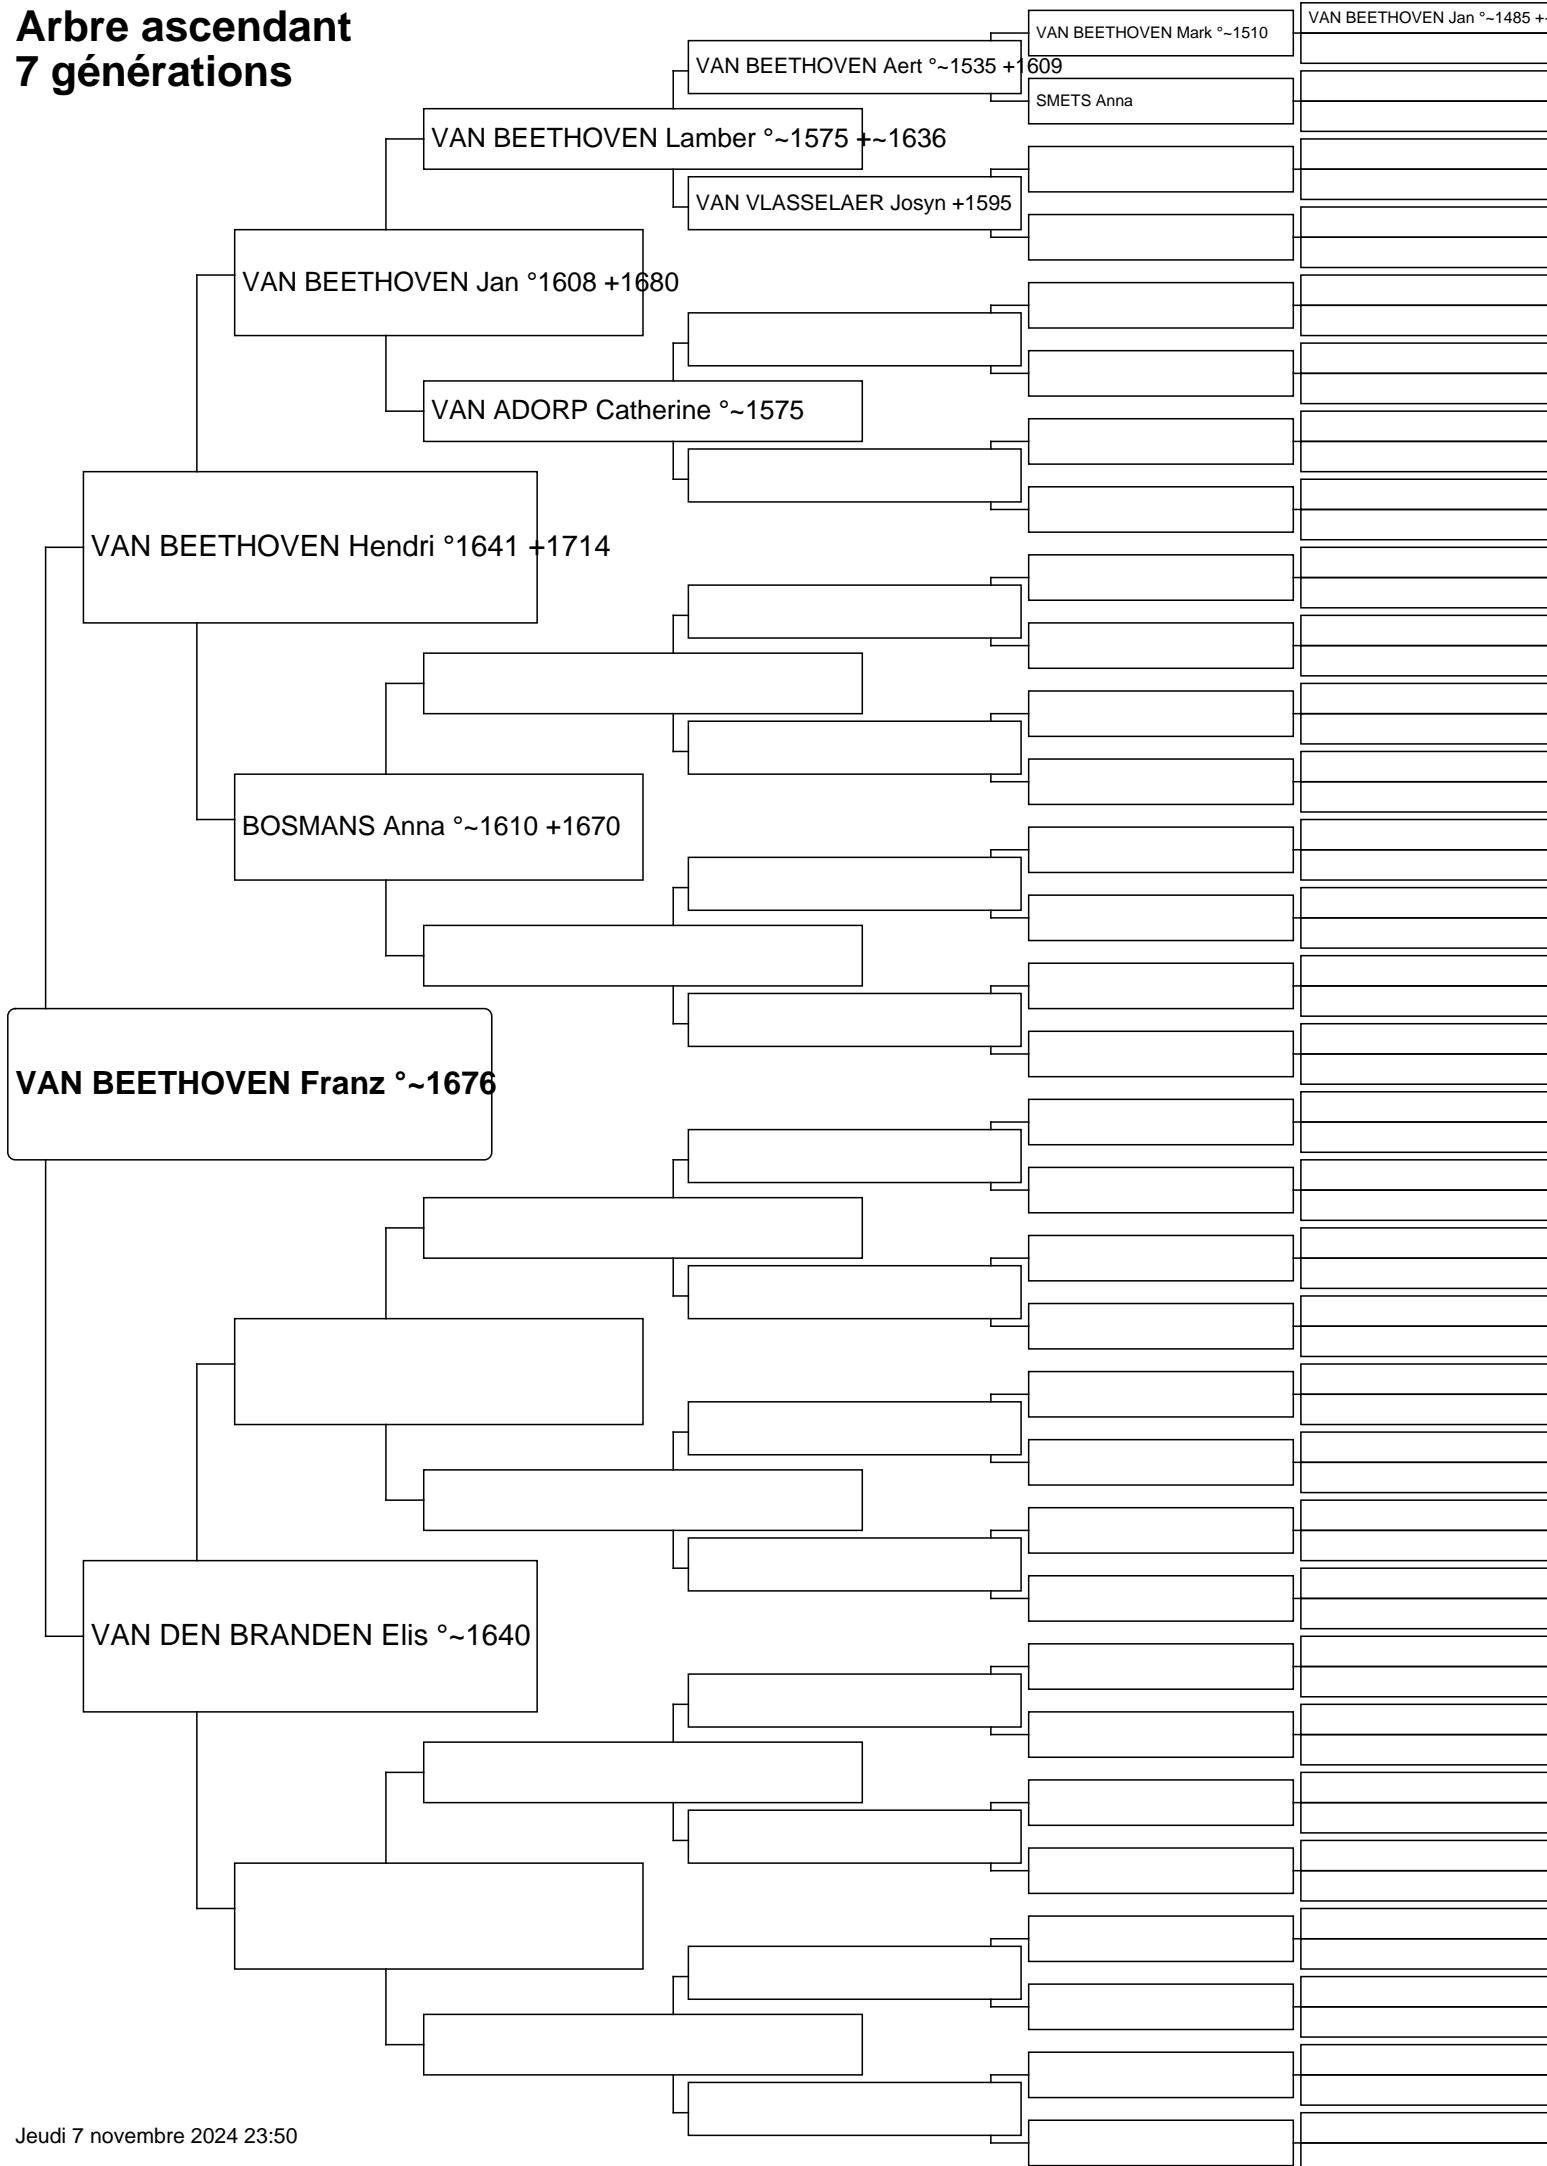 Arbre ascendant
7 générations
VAN BEETHOVEN Jan °~1485 +~
VAN BEETHOVEN Mark °~1510
VAN BEETHOVEN Aert °~1535 +1609
SMETS Anna
VAN BEETHOVEN Lamber °~1575 +~1636
VAN VLASSELAER Josyn +1595
VAN BEETHOVEN Jan °1608 +1680
VAN ADORP Catherine °~1575
VAN BEETHOVEN Hendri °1641 +1714
BOSMANS Anna °~1610 +1670
VAN BEETHOVEN Franz °~1676
VAN DEN BRANDEN Elis °~1640
Jeudi 7 novembre 2024 23:50